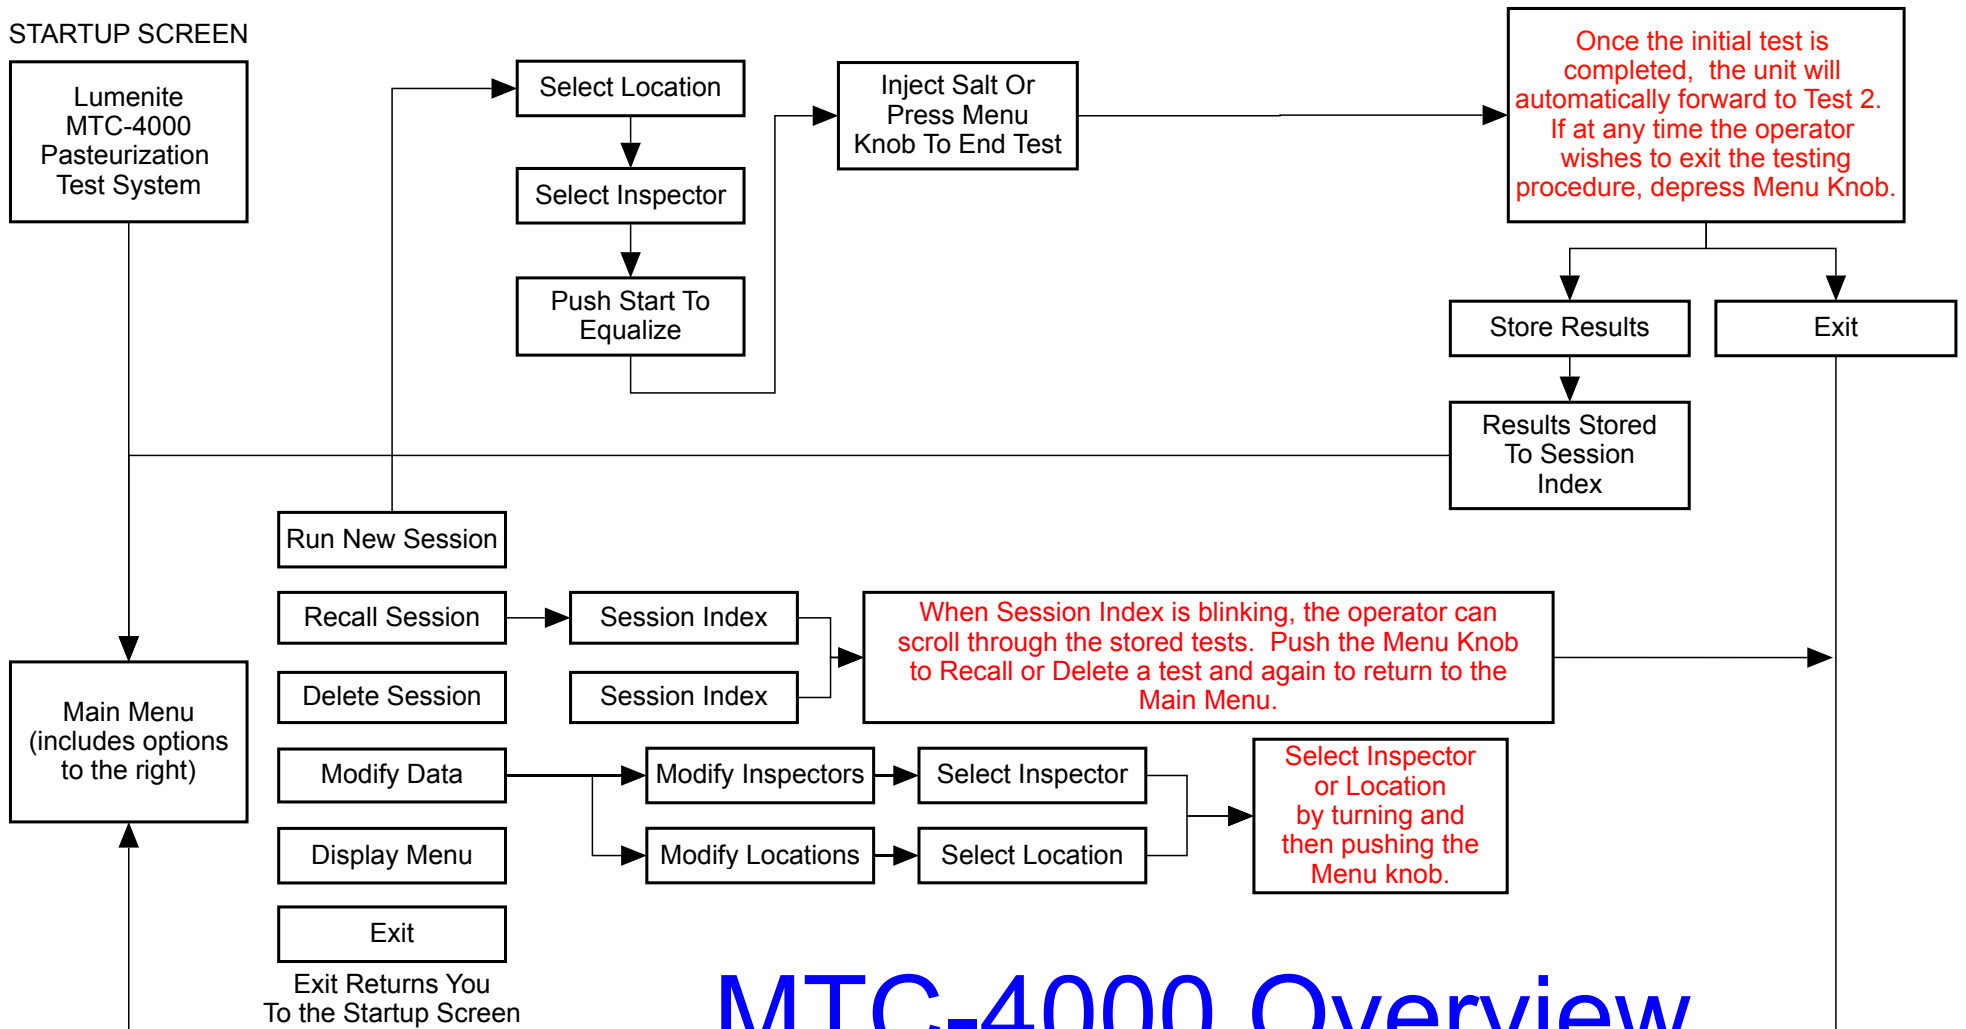 STARTUP SCREEN
Lumenite
MTC-4000
Pasteurization
Test System
Select Location
Select Inspector
Push Start To
Equalize
Inject Salt Or
Press Menu
Knob To End Test
Once the initial test is
completed, the unit will
automatically forward to Test 2.
If at any time the operator
wishes to exit the testing
procedure, depress Menu Knob.
Store Results
Exit
Results Stored
To Session
Index
Main Menu
(includes options
to the right)
Run New Session
Recall Session
Session Index
Delete Session
Session Index
When Session Index is blinking, the operator can
scroll through the stored tests. Push the Menu Knob
to Recall or Delete a test and again to return to the
Main Menu.
Modify Data
Modify Inspectors
Select Inspector
Modify Locations
Select Location
Select Inspector
or Location
by turning and
then pushing the
Menu knob.
Display Menu
Exit
Exit Returns You
To the Startup Screen
MTC-4000 Overview